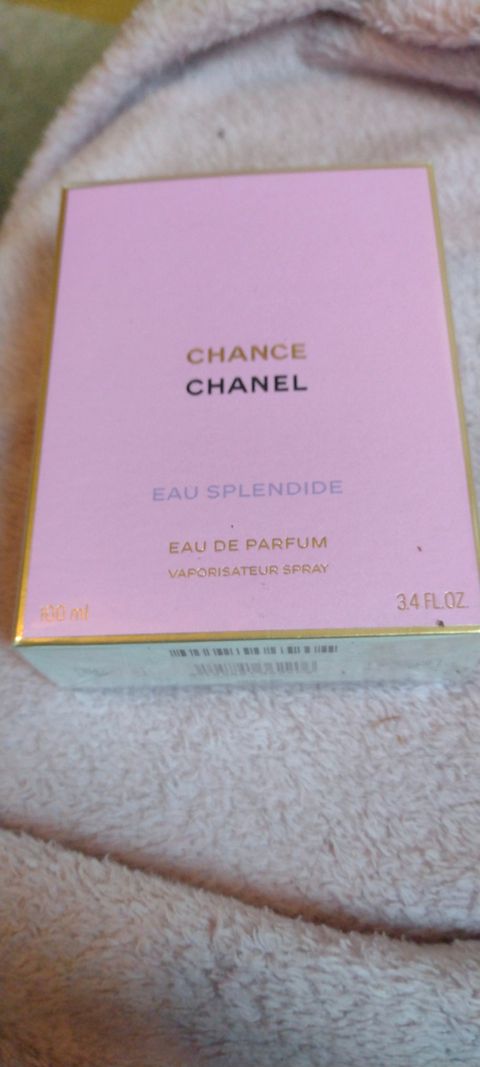 CHANCE
CHANEL
EAU SPLENDIDE
EAU DE PARFUM
VAPORISATEUR SPRAY
100 ml
3.4 FL.OZ.